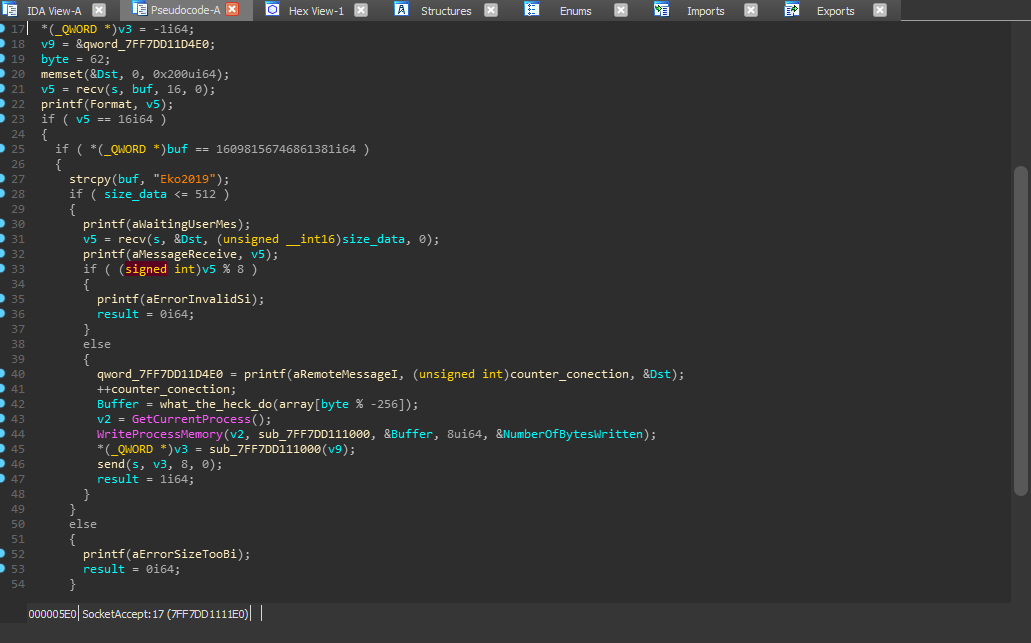 IDA View-A Pseudocode-A Hex View-1 Structures Enums Imports Exports
17 *(_QWORD *)v3 = -1i64;
18 v9 = &qword_7FF7DD11D4E0;
19 byte = 62;
20 memset(&Dst, 0, 0x200ui64);
21 v5 = recv(s, buf, 16, 0);
22 printf(Format, v5);
23 if ( v5 == 16i64 )
24 {
25 if ( *(_QWORD *)buf == 16098156746861381i64 )
26 {
27 strcpy(buf, "Eko2019");
28 if ( size_data <= 512 )
29 {
30 printf(aWaitingUserMes);
31 v5 = recv(s, &Dst, (unsigned __int16)size_data, 0);
32 printf(aMessageReceive, v5);
33 if ( (signed int)v5 % 8 )
34 {
35 printf(aErrorInvalidSi);
36 result = 0i64;
37 }
38 else
39 {
40 qword_7FF7DD11D4E0 = printf(aRemoteMessageI, (unsigned int)counter_conection, &Dst);
41 ++counter_conection;
42 Buffer = what_the_heck_do(array[byte % -256]);
43 v2 = GetCurrentProcess();
44 WriteProcessMemory(v2, sub_7FF7DD111000, &Buffer, 8ui64, &NumberOfBytesWritten);
45 *(_QWORD *)v3 = sub_7FF7DD111000(v9);
46 send(s, v3, 8, 0);
47 result = 1i64;
48 }
49 }
50 else
51 {
52 printf(aErrorSizeTooBi);
53 result = 0i64;
54 }
000005E0 SocketAccept:17 (7FF7DD1111E0)